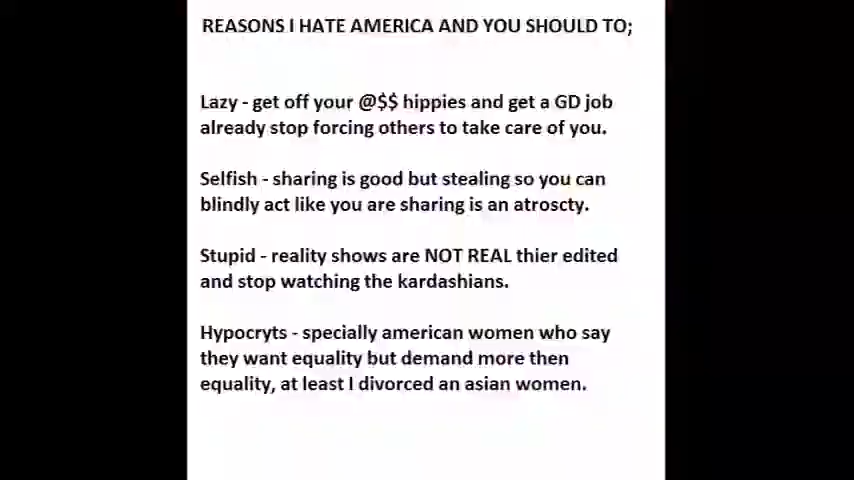 REASONS I HATE AMERICA AND YOU SHOULD TO;
Lazy - get off your @$$ hippies and get a GD job
already stop forcing others to take care of you.
Selfish - sharing is good but stealing so you can
blindly act like you are sharing is an atroscty.
Stupid - reality shows are NOT REAL thier edited
and stop watching the kardashians.
Hypocryts - specially american women who say
they want equality but demand more then
equality, at least I divorced an asian women.